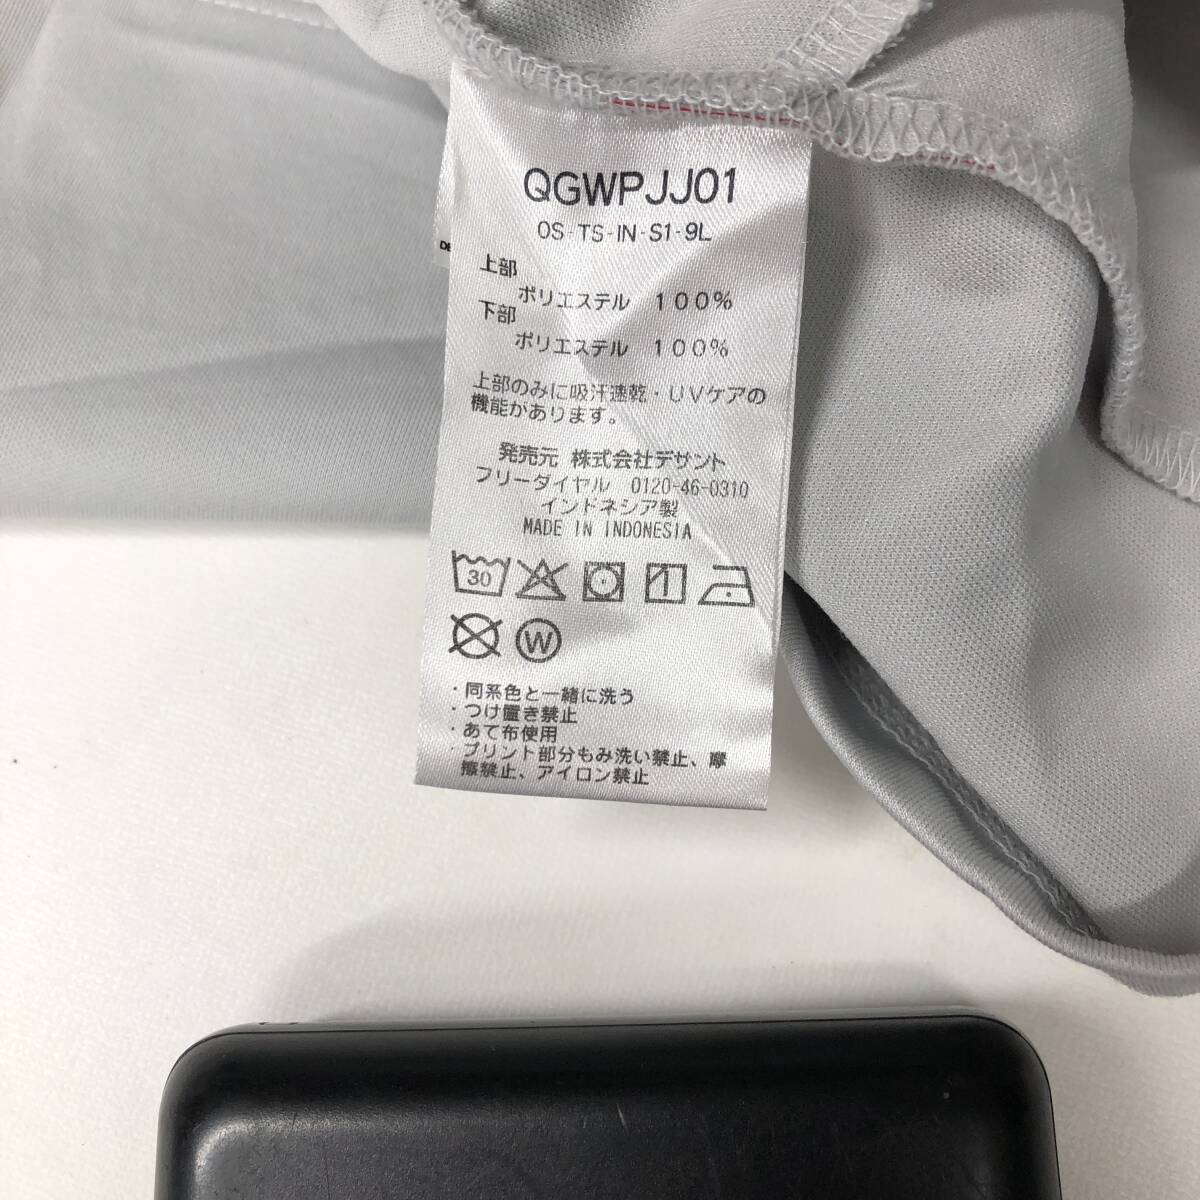 QGWPJJ01
OS-TS-IN-S1-9L
上部
ポリエステル 100%
下部
ポリエステル 100%
上部のみに吸汗速乾・UVケアの
機能があります。
発売元 株式会社デサント
フリーダイヤル 0120-46-0310
インドネシア製
MADE IN INDONESIA
30
W
・同系色と一緒に洗う
・つけ置き禁止
・あて布使用
・プリント部分もみ洗い禁止、摩
擦禁止、アイロン禁止